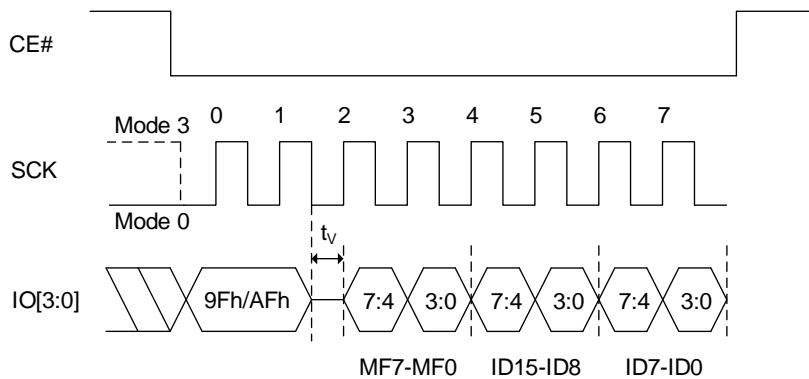 CE#
0 1 2 3 4 5 6 7
Mode 3
SCK
Mode 0
tV
IO[3:0] 9Fh/AFh 7:4 3:0 7:4 3:0 7:4 3:0
MF7-MF0 ID15-ID8 ID7-ID0